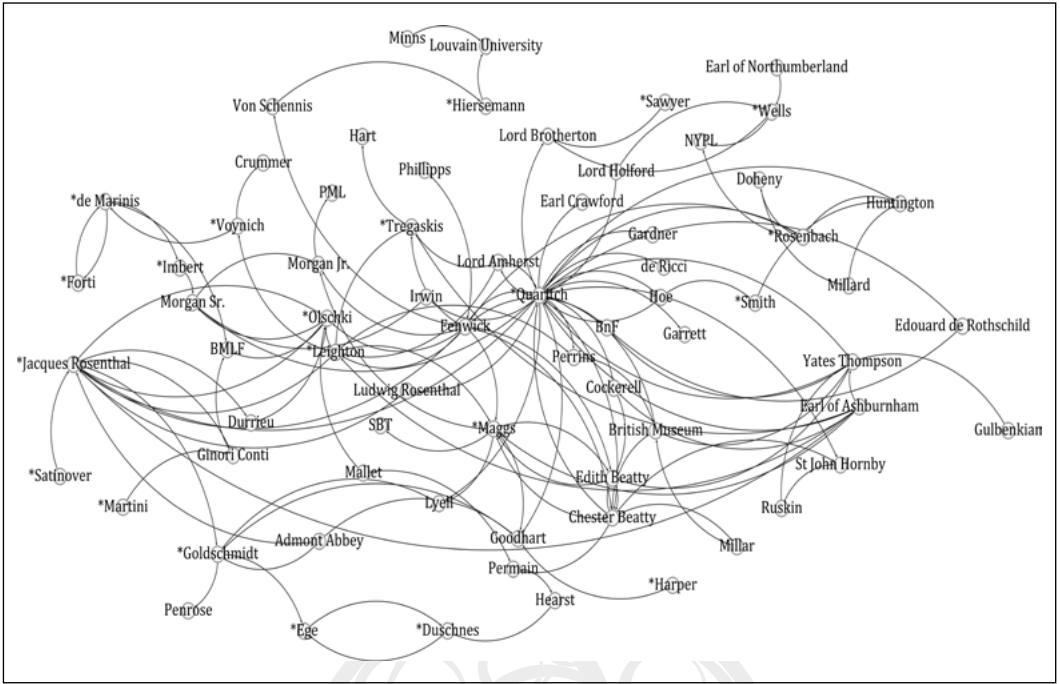 Minns
Louvain University
Earl of Northumberland
Von Schennis
*Hiersemann
*Sawyer
*Wells
Hart
Lord Brotherton
NYPL
Crummer
Phillipps
Lord Holford
Doheny
*de Marinis
PML
Earl Crawford
Huntington
*Voynich
*Tregaskis
Gardner
*Rosenbach
*Imbert
Morgan Jr.
Lord Amherst
de Ricci
*Forti
Morgan Sr.
Irwin
*Quaritch
Hoe
*Smith
Millard
*Olschki
Fenwick
BnF
Garrett
Edouard de Rothschild
*Jacques Rosenthal
BMLF
*Leighton
Perrins
Yates Thompson
Ludwig Rosenthal
Cockerell
Earl of Ashburnham
Durrieu
SBT
*Maggs
British Museum
Gulbenkian
Ginori Conti
St John Hornby
*Satinover
Mallet
Edith Beatty
*Martini
Lyell
Chester Beatty
Ruskin
*Goldschmidt
Admont Abbey
Goodhart
Millar
Permain
*Harper
Penrose
Hearst
*Ege
*Duschnes